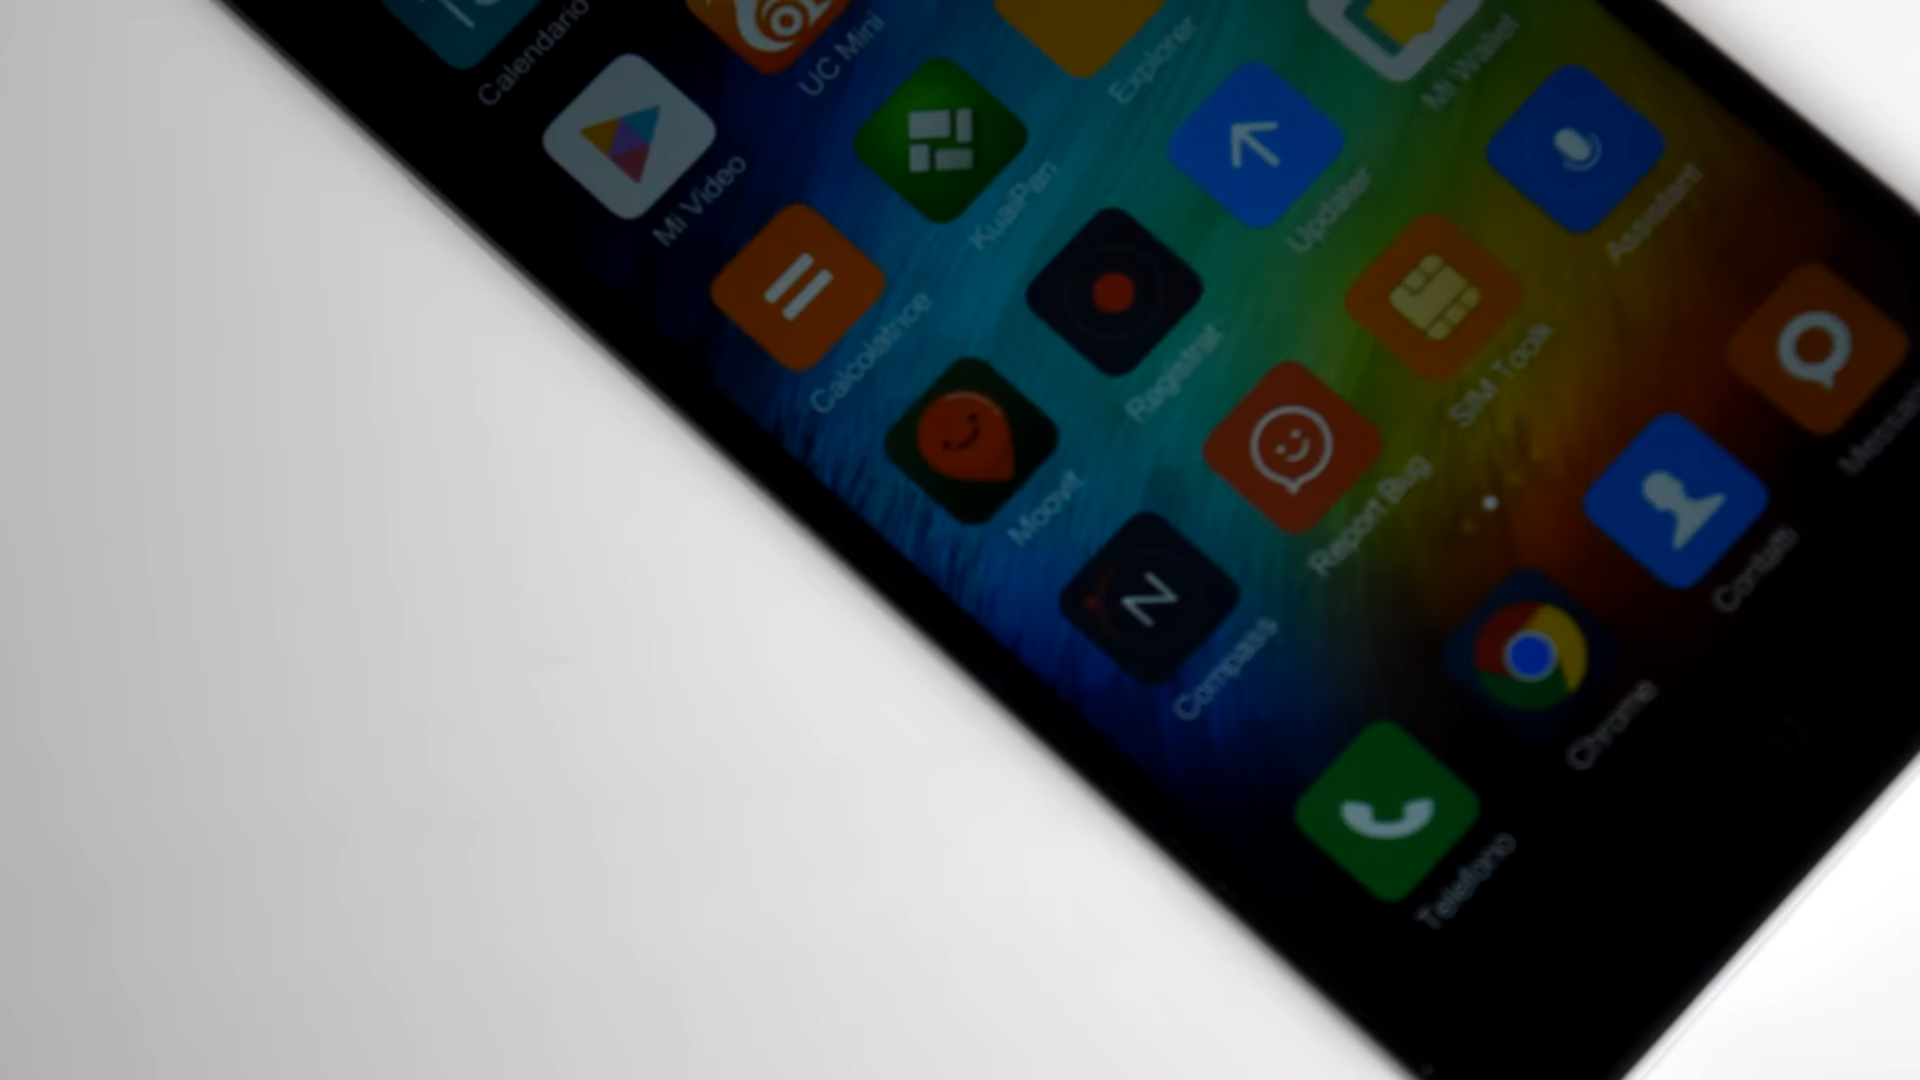 Calendario
UC Mini
Explorer
Mi Wallet
Mi Video
KuaiPan
Updater
Assistant
Calcolatrice
Registrat
SIM Toolk
Moovit
Report Bug
N
Compass
Telefono
Chrome
Contatti